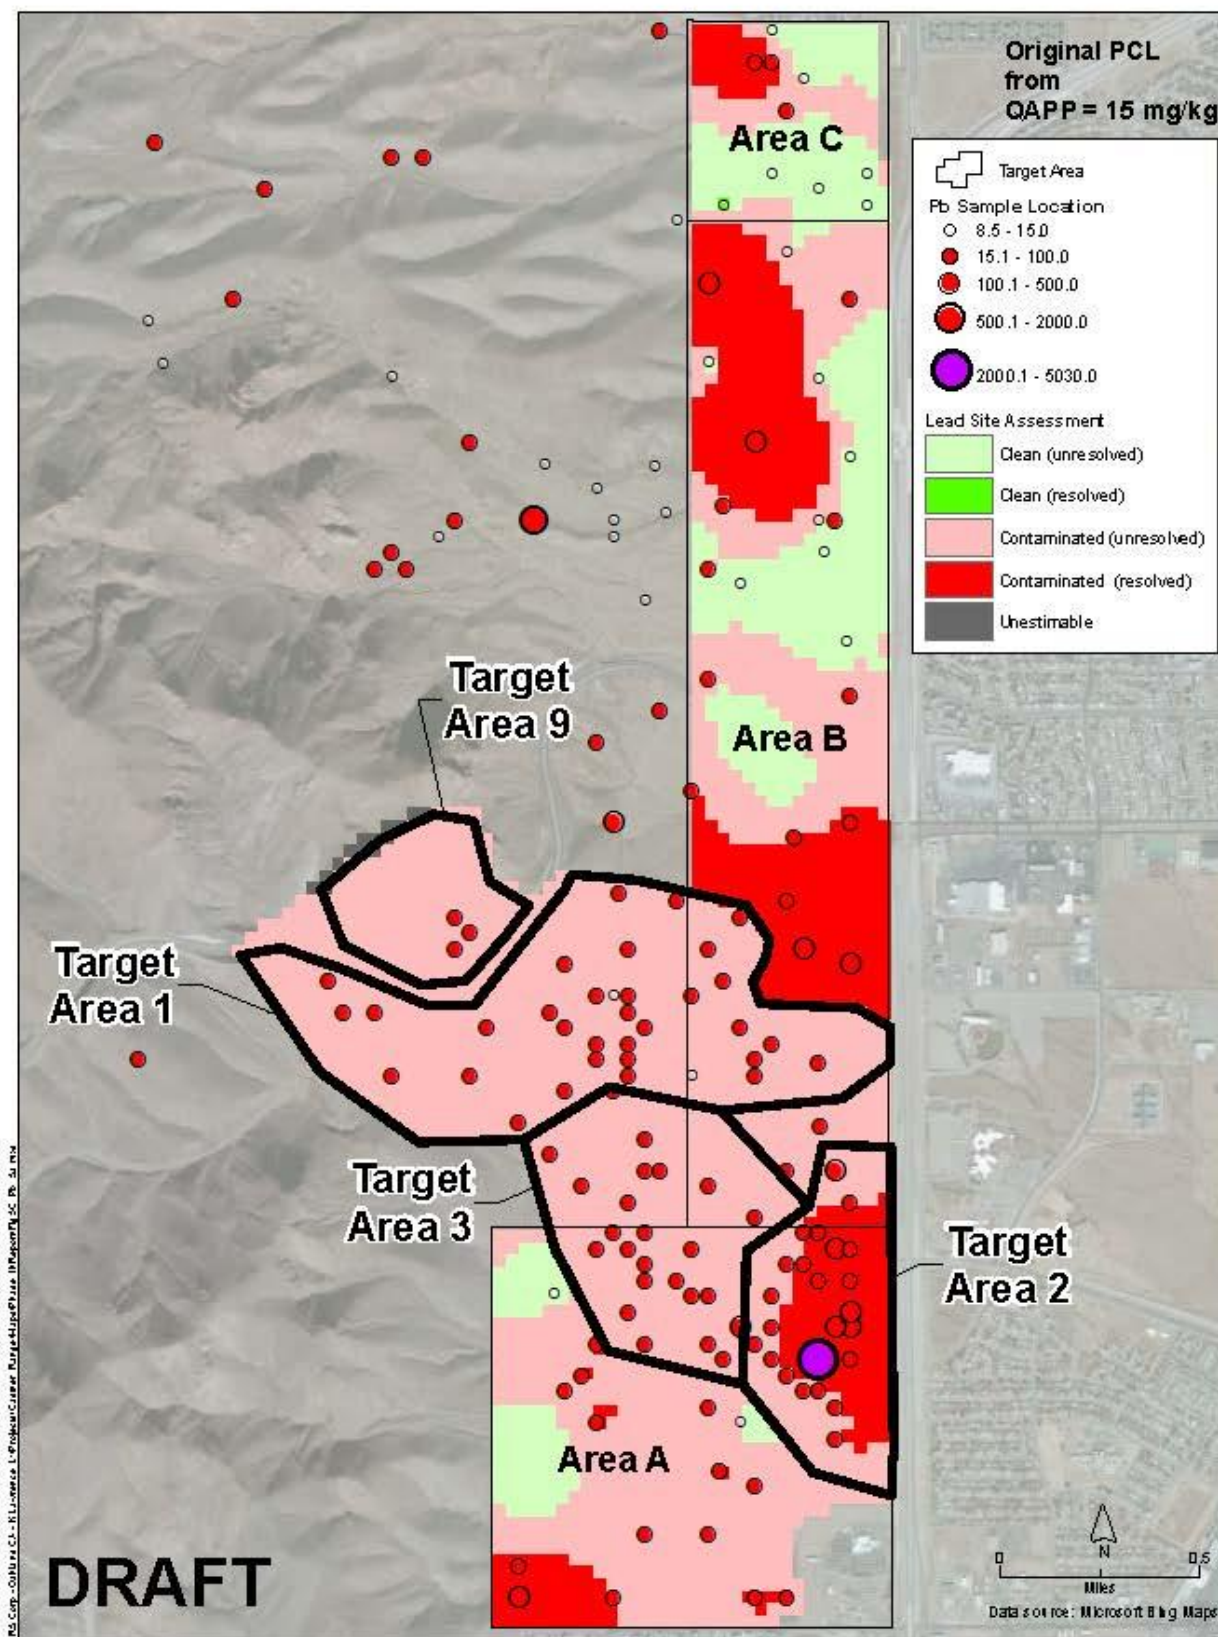 Original PCL
from
QAPP = 15 mg/kg
Target Area
Pb Sample Location
8.5 - 15.0
15.1 - 100.0
100.1 - 500.0
500.1 - 2000.0
2000.1 - 5030.0
Lead Site Assessment
Clean (unresolved)
Clean (resolved)
Contaminated (unresolved)
Contaminated (resolved)
Unestimable
Area C
Target
Area 9
Area B
Target
Area 1
Target
Area 3
Target
Area 2
Area A
DRAFT
N
0 0.5
Miles
Data source: Microsoft Bing Maps